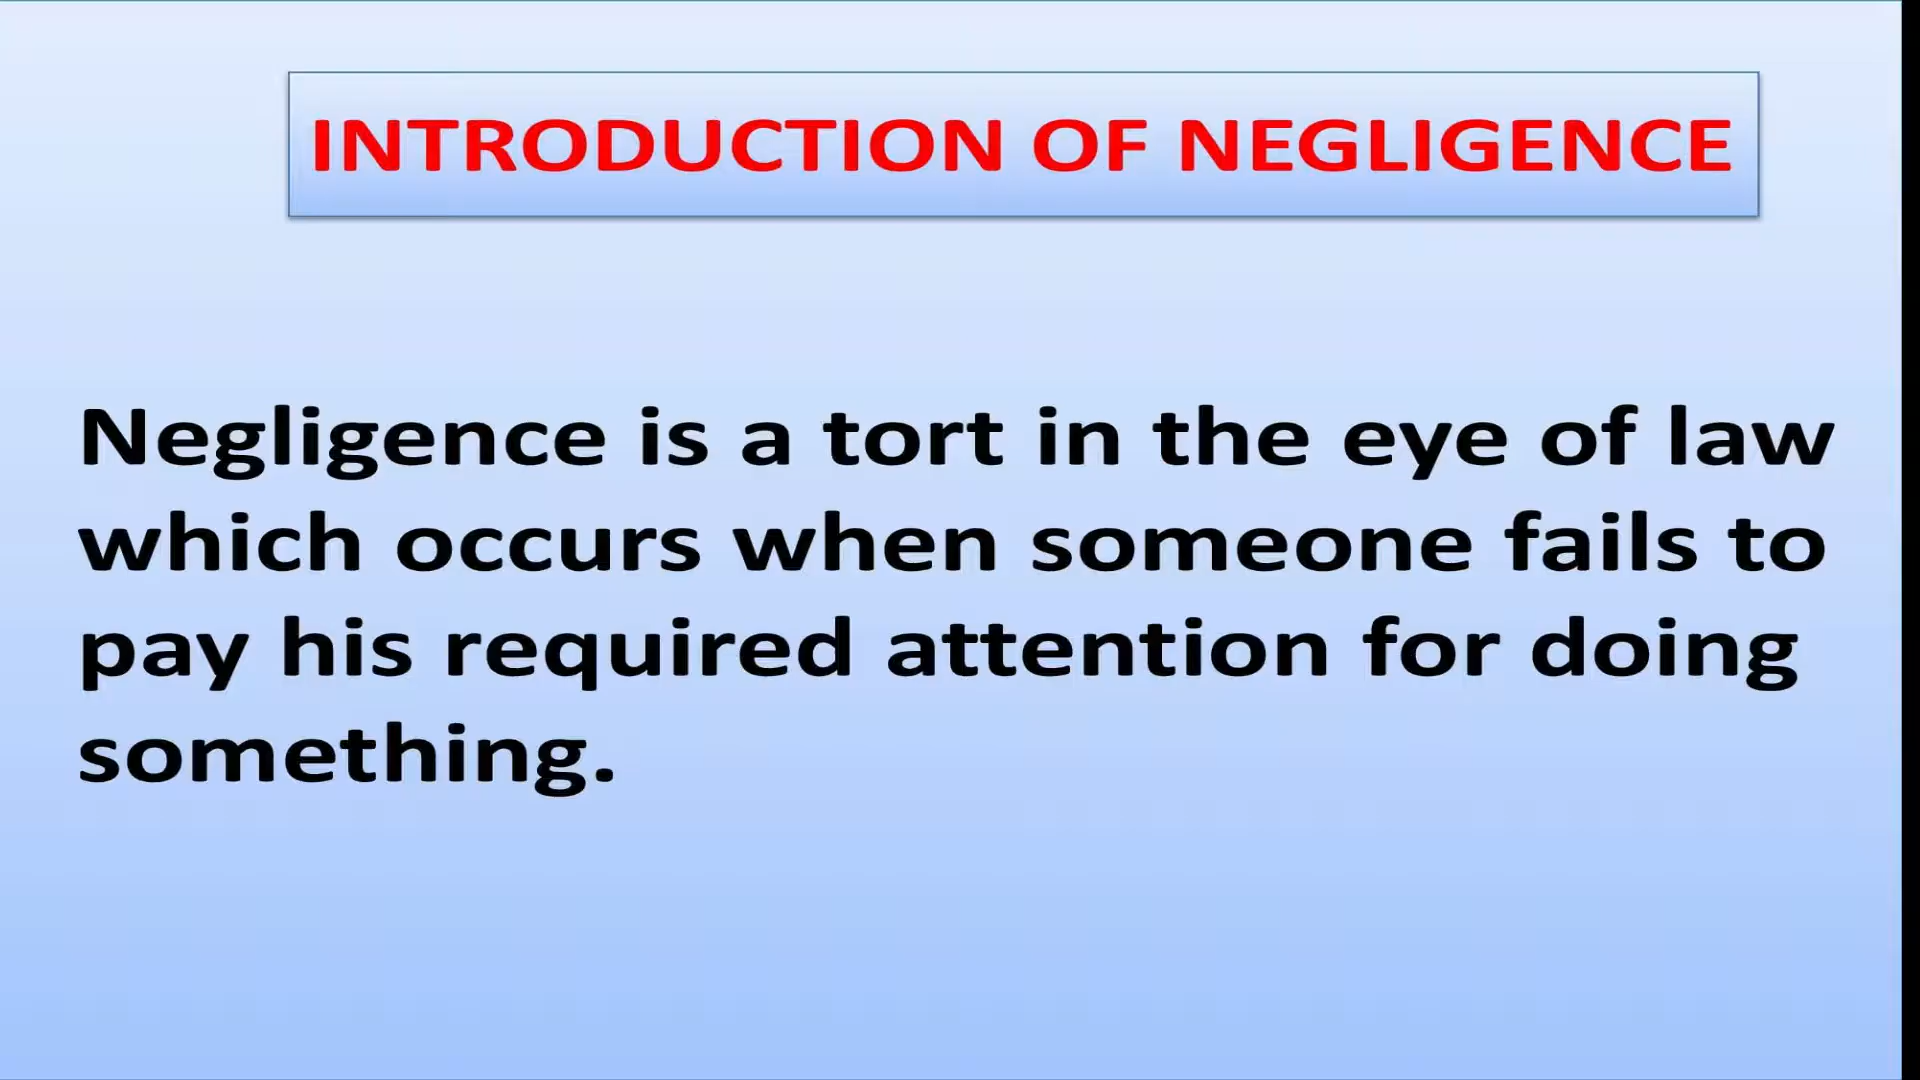 INTRODUCTION OF NEGLIGENCE
Negligence is a tort in the eye of law
which occurs when someone fails to
pay his required attention for doing
something.